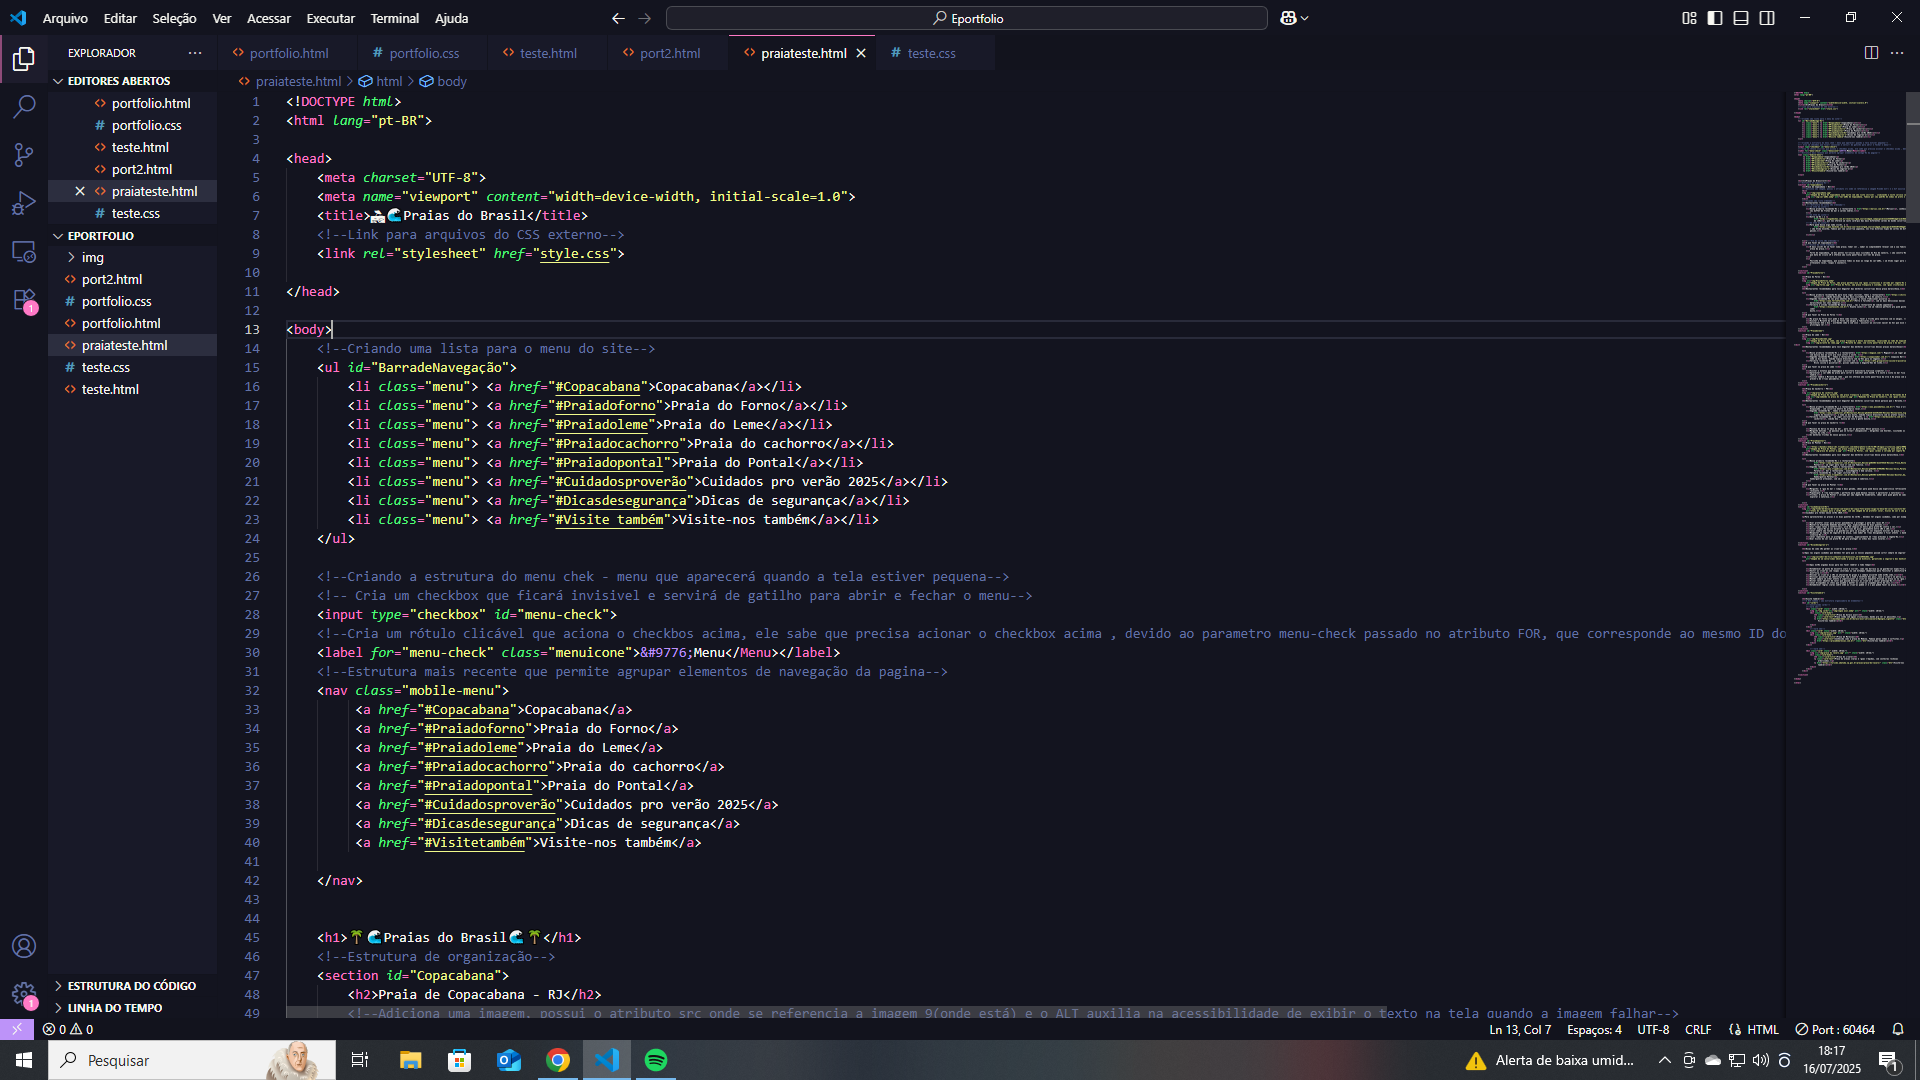 Arquivo Editar Seleção Ver Acessar Executar Terminal Ajuda
Eportfolio
EXPLORADOR
portfolio.html portfolio.css teste.html port2.html praiateste.html teste.css
EDITORES ABERTOS
portfolio.html
portfolio.css
teste.html
port2.html
praiateste.html
teste.css
EPORTFOLIO
img
port2.html
portfolio.css
portfolio.html
praiateste.html
teste.css
teste.html
ESTRUTURA DO CÓDIGO
LINHA DO TEMPO
praiateste.html > html > body
1 <!DOCTYPE html>
2 <html lang="pt-BR">
3
4 <head>
5 <meta charset="UTF-8">
6 <meta name="viewport" content="width=device-width, initial-scale=1.0">
7 <title>🏖️🌊Praias do Brasil</title>
8 <!--Link para arquivos do CSS externo-->
9 <link rel="stylesheet" href="style.css">
10
11 </head>
12
13 <body>
14 <!--Criando uma lista para o menu do site-->
15 <ul id="BarradeNavegação">
16 <li class="menu"> <a href="#Copacabana">Copacabana</a></li>
17 <li class="menu"> <a href="#Praiadoforno">Praia do Forno</a></li>
18 <li class="menu"> <a href="#Praiadoleme">Praia do Leme</a></li>
19 <li class="menu"> <a href="#Praiadocachorro">Praia do cachorro</a></li>
20 <li class="menu"> <a href="#Praiadopontal">Praia do Pontal</a></li>
21 <li class="menu"> <a href="#Cuidadosproverão">Cuidados pro verão 2025</a></li>
22 <li class="menu"> <a href="#Dicasdesegurança">Dicas de segurança</a></li>
23 <li class="menu"> <a href="#Visite também">Visite-nos também</a></li>
24 </ul>
25
26 <!--Criando a estrutura do menu chek - menu que aparecerá quando a tela estiver pequena-->
27 <!-- Cria um checkbox que ficará invisivel e servirá de gatilho para abrir e fechar o menu-->
28 <input type="checkbox" id="menu-check">
29 <!--Cria um rótulo clicável que aciona o checkbos acima, ele sabe que precisa acionar o checkbox acima , devido ao parametro menu-check passado no atributo FOR, que corresponde ao mesmo ID do
30 <label for="menu-check" class="menuicone">&#9776;Menu</Menu></label>
31 <!--Estrutura mais recente que permite agrupar elementos de navegação da pagina-->
32 <nav class="mobile-menu">
33 <a href="#Copacabana">Copacabana</a>
34 <a href="#Praiadoforno">Praia do Forno</a>
35 <a href="#Praiadoleme">Praia do Leme</a>
36 <a href="#Praiadocachorro">Praia do cachorro</a>
37 <a href="#Praiadopontal">Praia do Pontal</a>
38 <a href="#Cuidadosproverão">Cuidados pro verão 2025</a>
39 <a href="#Dicasdesegurança">Dicas de segurança</a>
40 <a href="#Visitetambém">Visite-nos também</a>
41
42 </nav>
43
44
45 <h1>🌴🌊Praias do Brasil🌊🌴</h1>
46 <!--Estrutura de organização-->
47 <section id="Copacabana">
48 <h2>Praia de Copacabana - RJ</h2>
49 <!--Adiciona uma imagem, possui o atributo src onde se referencia a imagem 9(onde está) e o ALT auxilia na acessibilidade de exibir o texto na tela quando a imagem falhar-->
0 0
Ln 13, Col 7 Espaços: 4 UTF-8 CRLF HTML Port : 60464
Pesquisar
Alerta de baixa umid...
18:17
16/07/2025
1